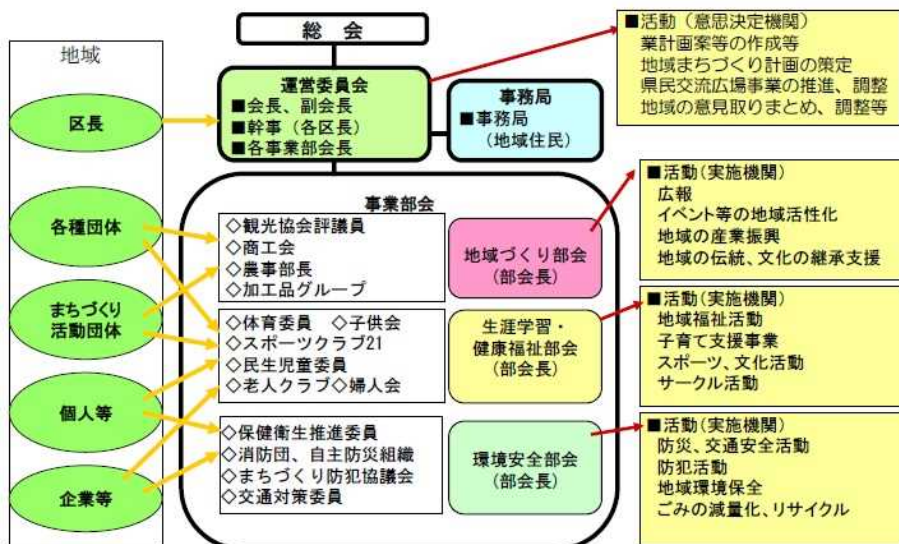 総 会
地域
区長
各種団体
まちづくり
活動団体
個人等
企業等
運営委員会
■会長、副会長
■幹事（各区長）
■各事業部会長
事務局
■事務局
（地域住民）
事業部会
◇観光協会評議員
◇商工会
◇農事部長
◇加工品グループ
地域づくり部会
(部会長)
◇体育委員　◇子供会
◇スポーツクラブ21
◇民生児童委員
◇老人クラブ◇婦人会
生涯学習・
健康福祉部会
(部会長)
◇保健衛生推進委員
◇消防団、自主防災組織
◇まちづくり防犯協議会
◇交通対策委員
環境安全部会
(部会長)
■活動（意思決定機関）
業計画案等の作成等
地域まちづくり計画の策定
県民交流広場事業の推進、調整
地域の意見取りまとめ、調整等
■活動(実施機関)
広報
イベント等の地域活性化
地域の産業振興
地域の伝統、文化の継承支援
■活動(実施機関)
地域福祉活動
子育て支援事業
スポーツ、文化活動
サークル活動
■活動(実施機関)
防災、交通安全活動
防犯活動
地域環境保全
ごみの減量化、リサイクル